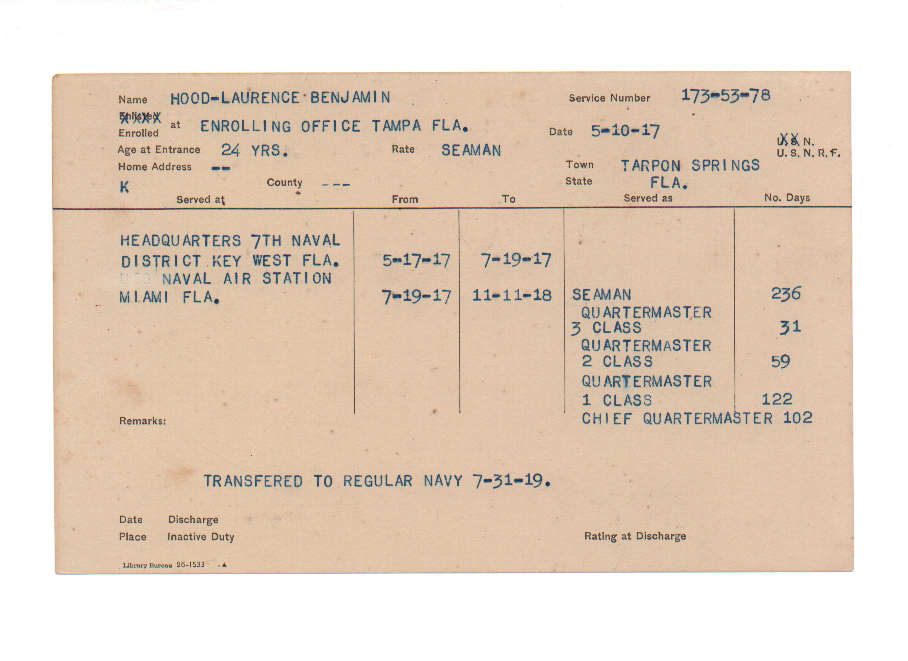 Name HOOD-LAURENCE BENJAMIN Service Number 173-53-78
Enlisted
Enrolled at ENROLLING OFFICE TAMPA FLA. Date 5-10-17
Age at Entrance 24 YRS. Rate SEAMAN U. S. N.
U. S. N. R. F.
Home Address -- Town TARPON SPRINGS
K County --- State FLA.
Served at From To Served as No. Days
HEADQUARTERS 7TH NAVAL
DISTRICT KEY WEST FLA. 5-17-17 7-19-17
NAVAL AIR STATION
MIAMI FLA. 7-19-17 11-11-18 SEAMAN 236
QUARTERMASTER
3 CLASS 31
QUARTERMASTER
2 CLASS 59
QUARTERMASTER
1 CLASS 122
Remarks: CHIEF QUARTERMASTER 102
TRANSFERED TO REGULAR NAVY 7-31-19.
Date Discharge
Place Inactive Duty Rating at Discharge
Library Bureau 26-1533